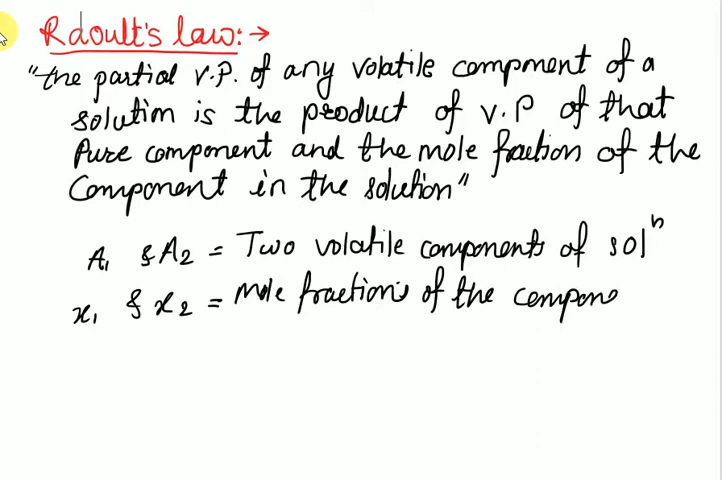 Rdoult's law:→
"the partial v.p. of any volatile component of a
solution is the product of v.p of that
Pure component and the mole fraction of the
Component in the solution"
A₁ & A₂ = Two volatile components of solⁿ
x₁ & x₂ = mole fractions of the compone